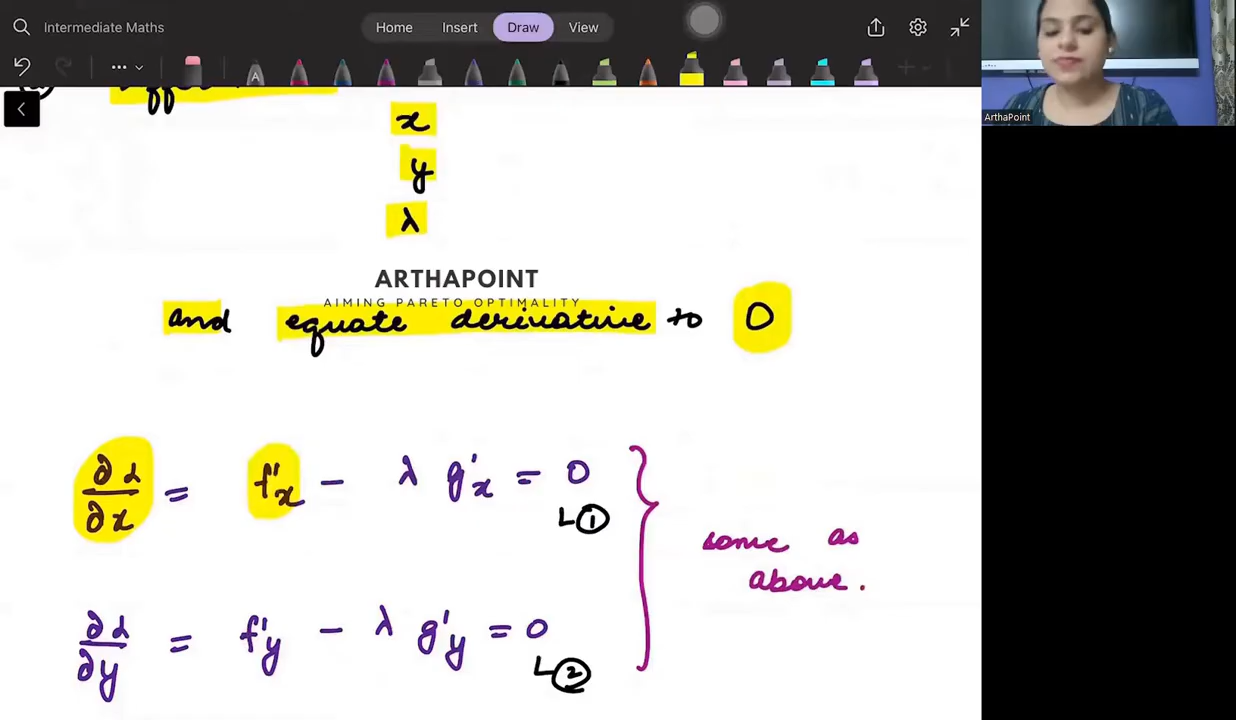 Intermediate Maths
Home Insert Draw View
ArthaPoint
x
y
λ
ARTHAPOINT
AIMING PARETO OPTIMALITY
and equate derivative to 0
∂L/∂x = f'x - λ g'x = 0
①
same as
above.
∂L/∂y = f'y - λ g'y = 0
②